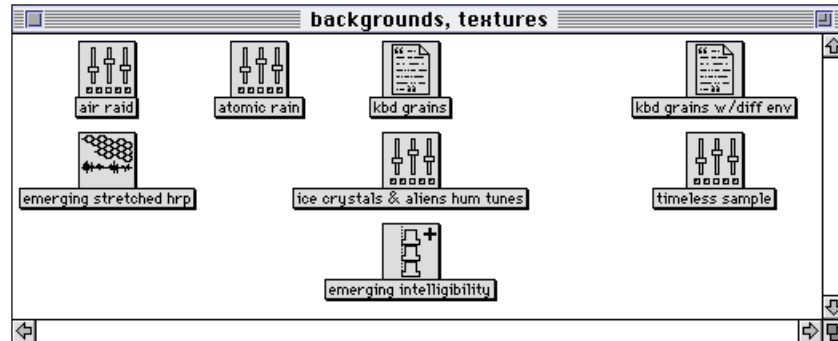 backgrounds, textures
air raid
atomic rain
kbd grains
kbd grains w/diff env
emerging stretched hrp
ice crystals & aliens hum tunes
timeless sample
emerging intelligibility